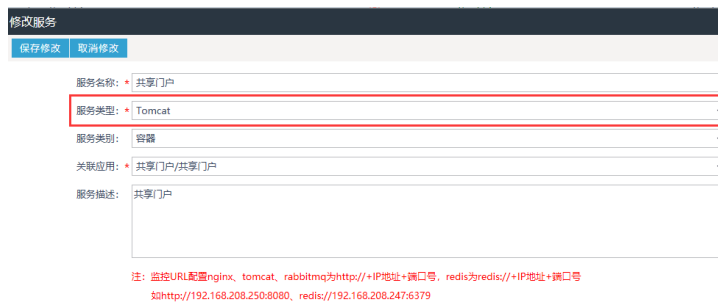 修改服务
保存修改 取消修改
服务名称: * 共享门户
服务类型: * Tomcat
服务类别: 容器
关联应用: * 共享门户/共享门户
服务描述: 共享门户
注: 监控URL配置nginx、tomcat、rabbitmq为http://+IP地址+端口号，redis为redis://+IP地址+端口号
如http://192.168.208.250:8080、redis://192.168.208.247:6379